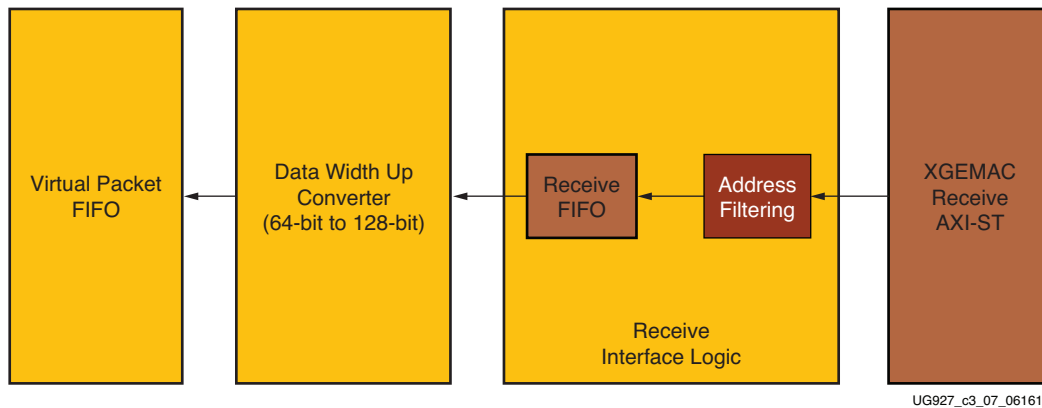 Virtual Packet
FIFO
Data Width Up
Converter
(64-bit to 128-bit)
Receive
FIFO
Address
Filtering
Receive
Interface Logic
XGEMAC
Receive
AXI-ST
UG927_c3_07_06161